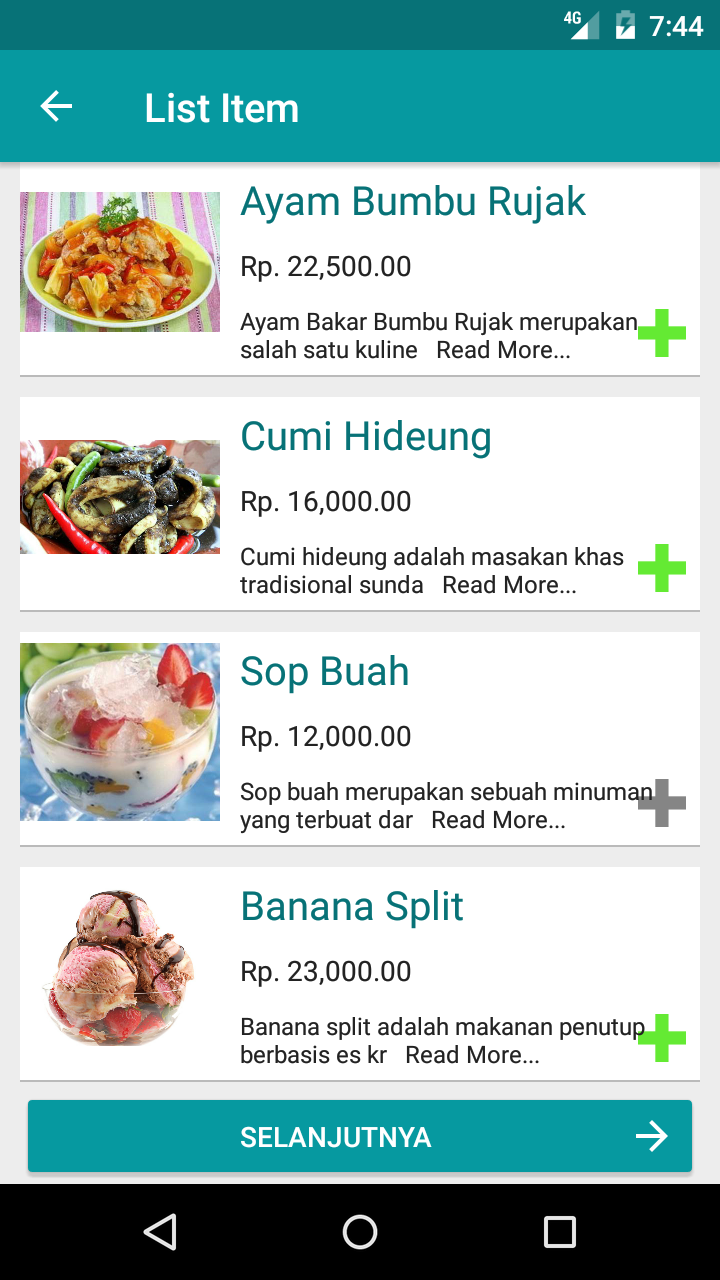 4G 7:44
List Item
Ayam Bumbu Rujak
Rp. 22,500.00
Ayam Bakar Bumbu Rujak merupakan
salah satu kuline Read More...
Cumi Hideung
Rp. 16,000.00
Cumi hideung adalah masakan khas
tradisional sunda Read More...
Sop Buah
Rp. 12,000.00
Sop buah merupakan sebuah minuman
yang terbuat dar Read More...
Banana Split
Rp. 23,000.00
Banana split adalah makanan penutup
berbasis es kr Read More...
SELANJUTNYA